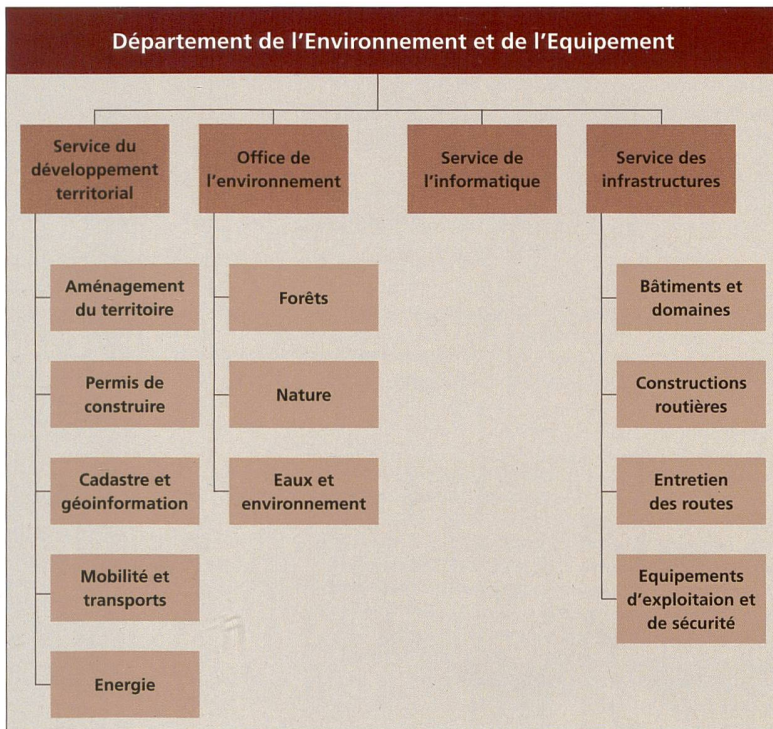 Département de l'Environnement et de l'Equipement
Service du
développement
territorial
Office de
l'environnement
Service de
l'informatique
Service des
infrastructures
Aménagement
du territoire
Permis de
construire
Cadastre et
géoinformation
Mobilité et
transports
Energie
Forêts
Nature
Eaux et
environnement
Bâtiments et
domaines
Constructions
routières
Entretien
des routes
Equipements
d'exploitaion et
de sécurité